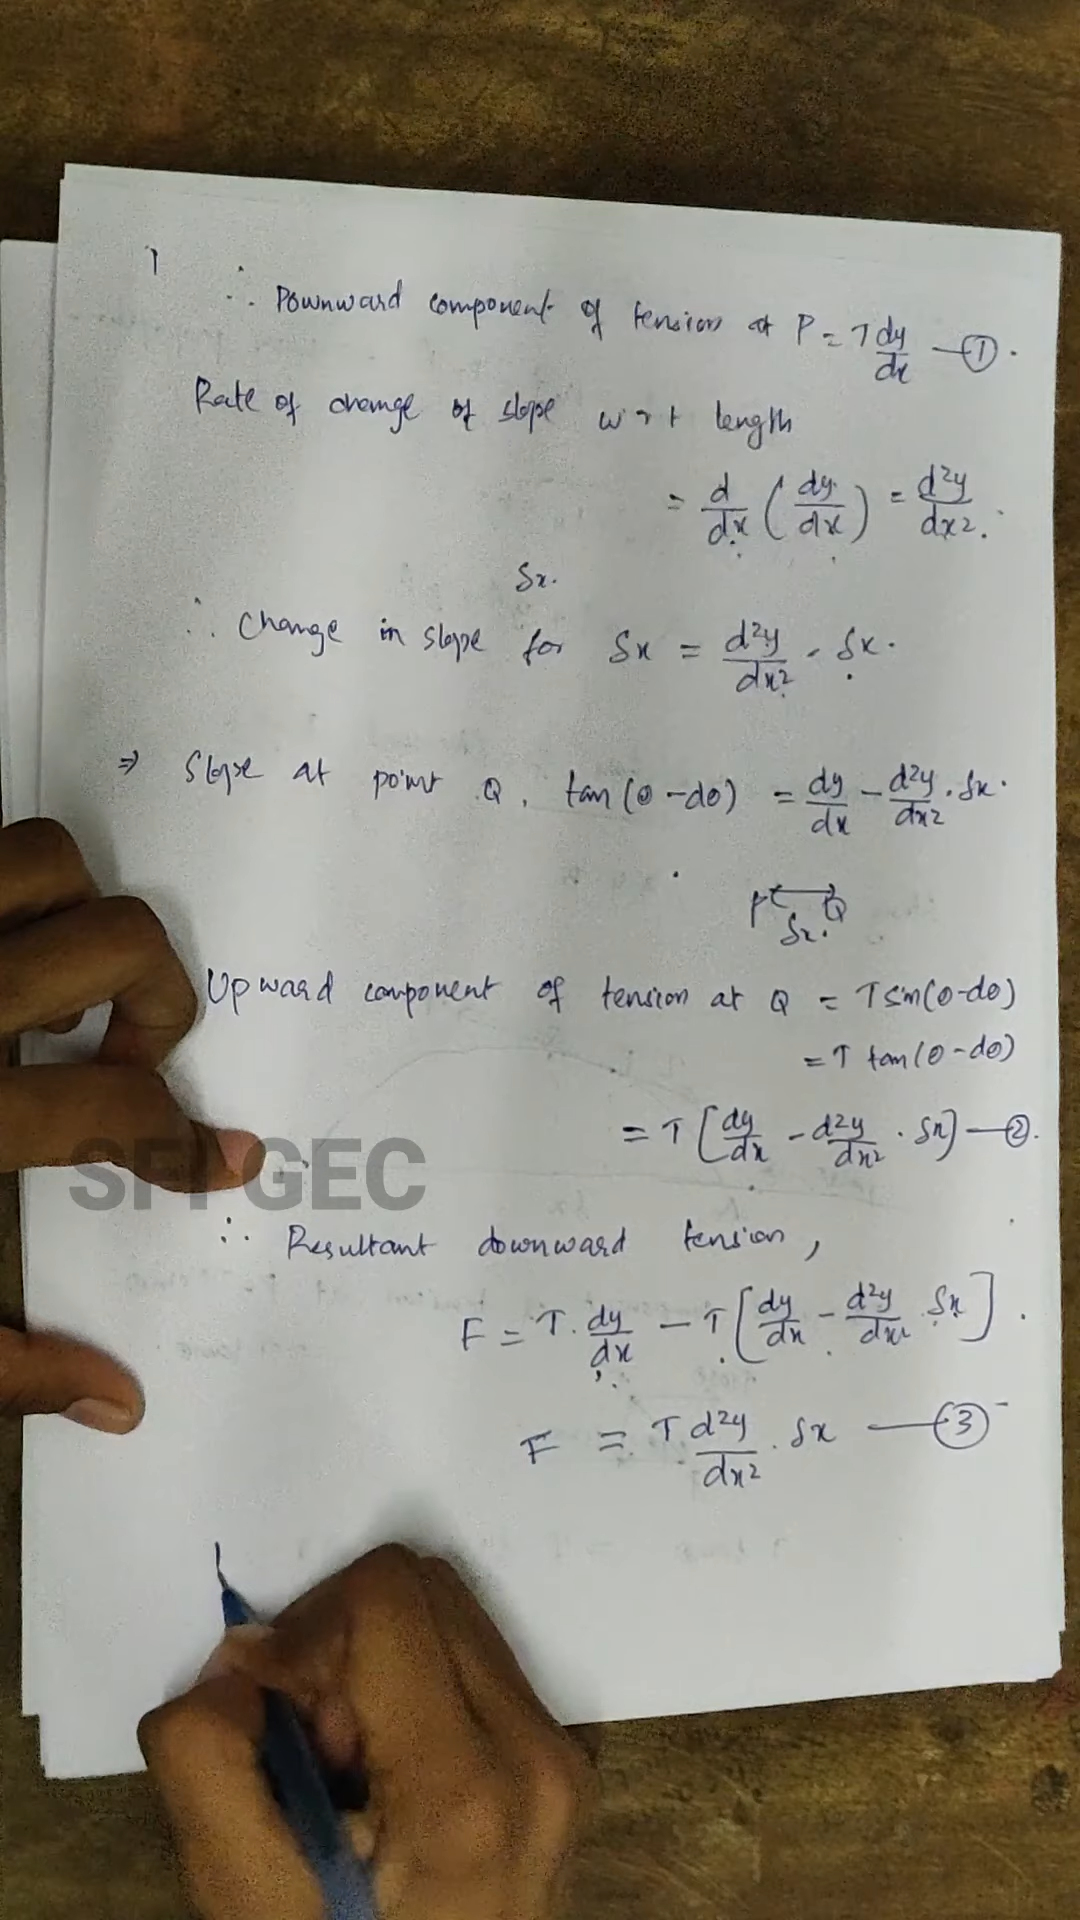 ∴ Downward component of tension at P = T dy/dx —①.
Rate of change of slope w r t length
= d/dx (dy/dx) = d²y/dx².
δx.
∴ Change in slope for δx = d²y/dx² . δx.
⇒ Slope at point Q, tan(θ-dθ) = dy/dx - d²y/dx² . δx.
P Q
δx.
Upward component of tension at Q = T sin(θ-dθ)
= T tan(θ-dθ)
= T [dy/dx - d²y/dx² . δx] —②.
SFI GEC
∴ Resultant downward tension,
F = T. dy/dx - T [dy/dx - d²y/dx² δx].
F = T d²y/dx² . δx —③